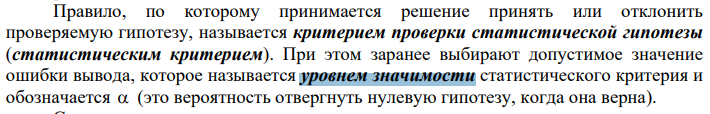 Правило, по которому принимается решение принять или отклонить
проверяемую гипотезу, называется критерием проверки статистической гипотезы
(статистическим критерием). При этом заранее выбирают допустимое значение
ошибки вывода, которое называется уровнем значимости статистического критерия и
обозначается α (это вероятность отвергнуть нулевую гипотезу, когда она верна).